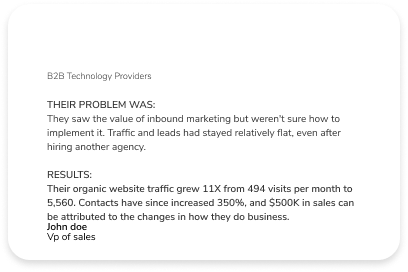 B2B Technology Providers
THEIR PROBLEM WAS:
They saw the value of inbound marketing but weren't sure how to
implement it. Traffic and leads had stayed relatively flat, even after
hiring another agency.
RESULTS:
Their organic website traffic grew 11X from 494 visits per month to
5,560. Contacts have since increased 350%, and $500K in sales can
be attributed to the changes in how they do business.
John doe
Vp of sales